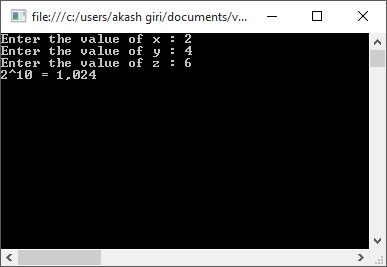 file:///c:/users/akash giri/documents/v...
Enter the value of x : 2
Enter the value of y : 4
Enter the value of z : 6
2^10 = 1,024